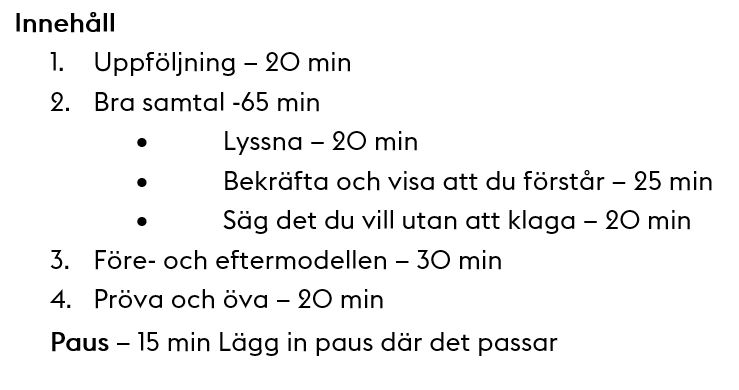 Innehåll
1. Uppföljning – 20 min
2. Bra samtal -65 min
• Lyssna – 20 min
• Bekräfta och visa att du förstår – 25 min
• Säg det du vill utan att klaga – 20 min
3. Före- och eftermodellen – 30 min
4. Pröva och öva – 20 min
Paus – 15 min Lägg in paus där det passar